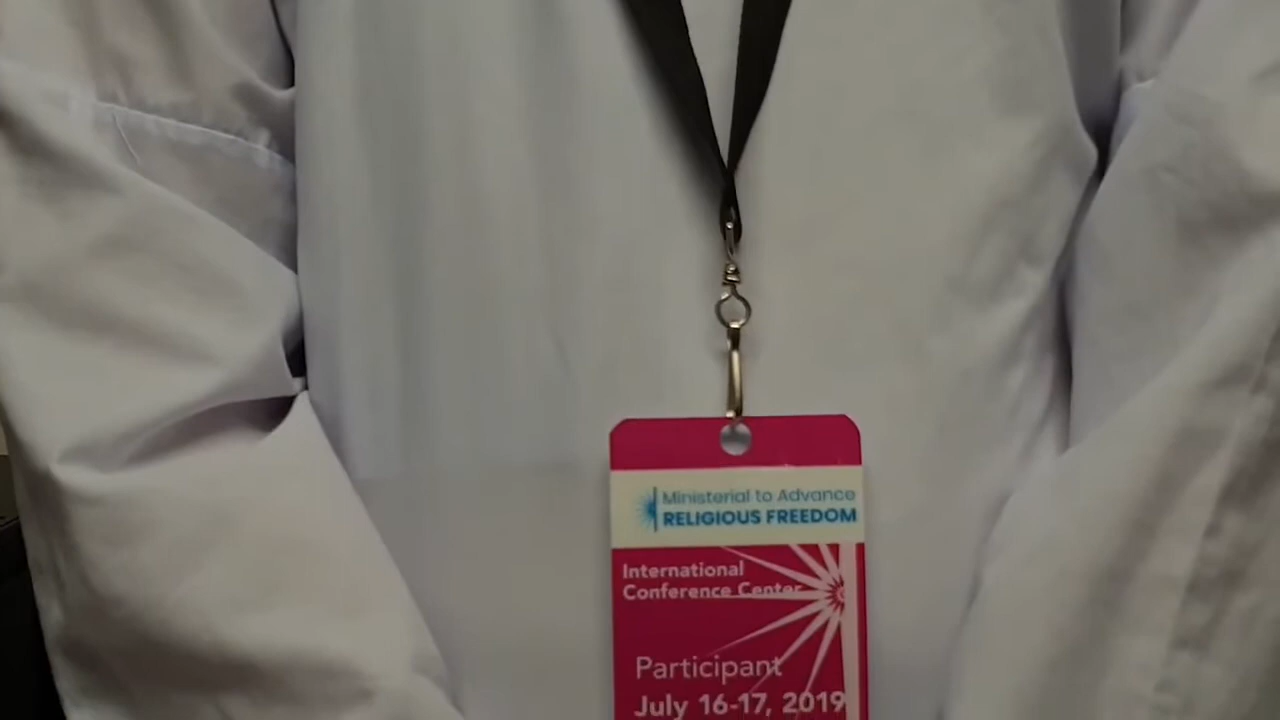 Ministerial to Advance
RELIGIOUS FREEDOM
International
Conference Center
Participant
July 16-17, 2019